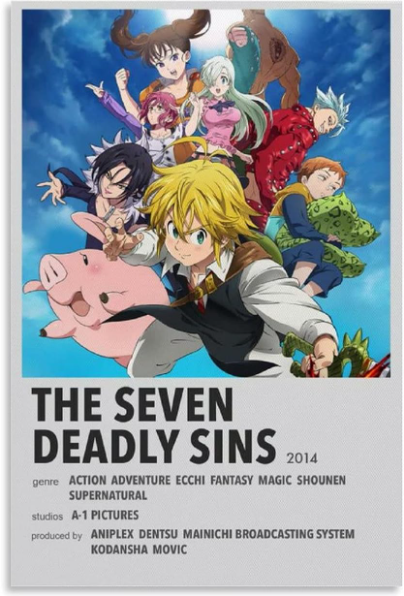 THE SEVEN
DEADLY SINS 2014
genre ACTION ADVENTURE ECCHI FANTASY MAGIC SHOUNEN
SUPERNATURAL
studios A-1 PICTURES
produced by ANIPLEX DENTSU MAINICHI BROADCASTING SYSTEM
KODANSHA MOVIC